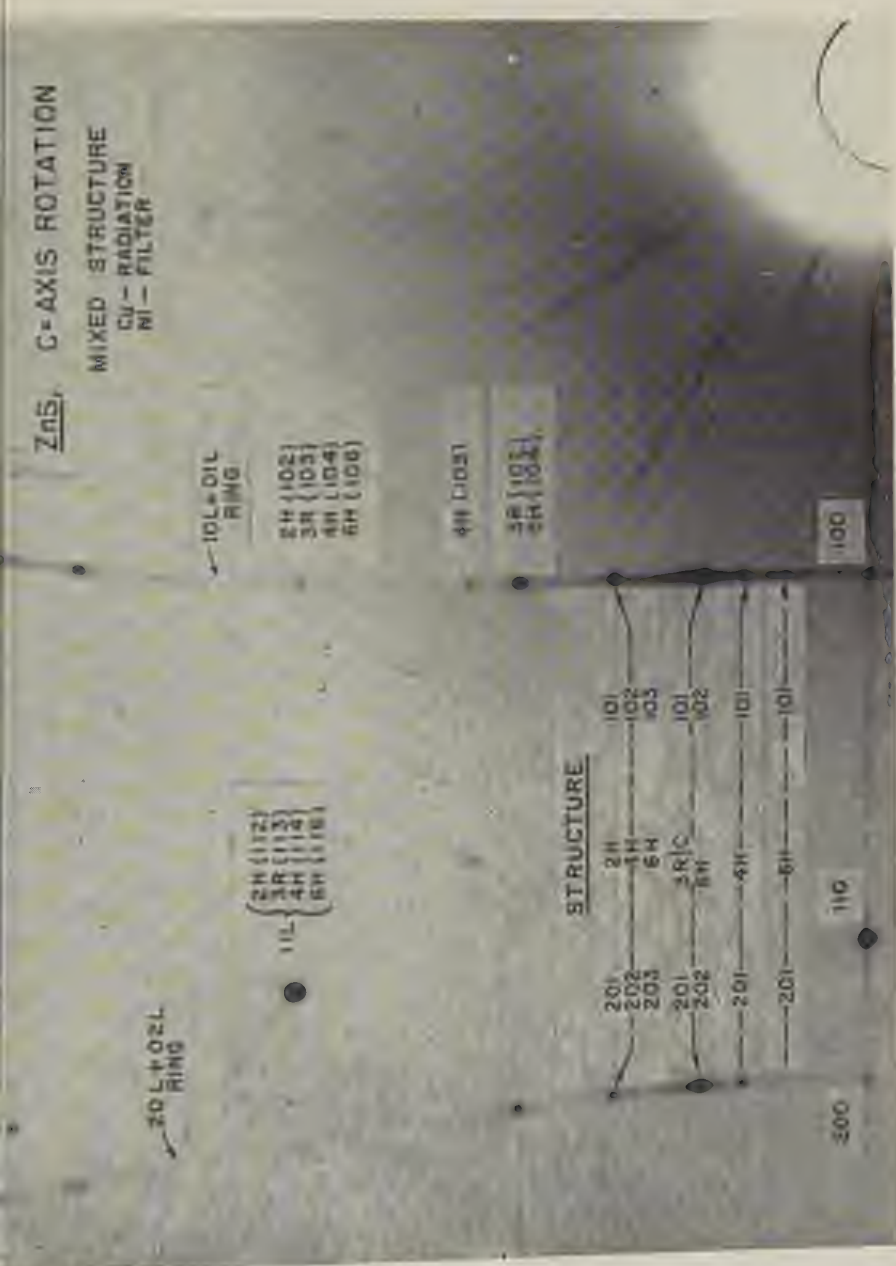 ZnS, C=AXIS ROTATION
MIXED STRUCTURE
Cu - RADIATION
Ni - FILTER
20L+02L
RING
10L+01L
RING
11L
2H (112)
3R (113)
4H (114)
6H (116)
2H (102)
3R (103)
4H (104)
6H (106)
4H (103)
3R (102)
6H (104)
STRUCTURE
201 2H 101
202 4H 102
203 6H 103
201 3R|C 101
202 6H 102
201 4H 101
201 6H 101
200 110 100